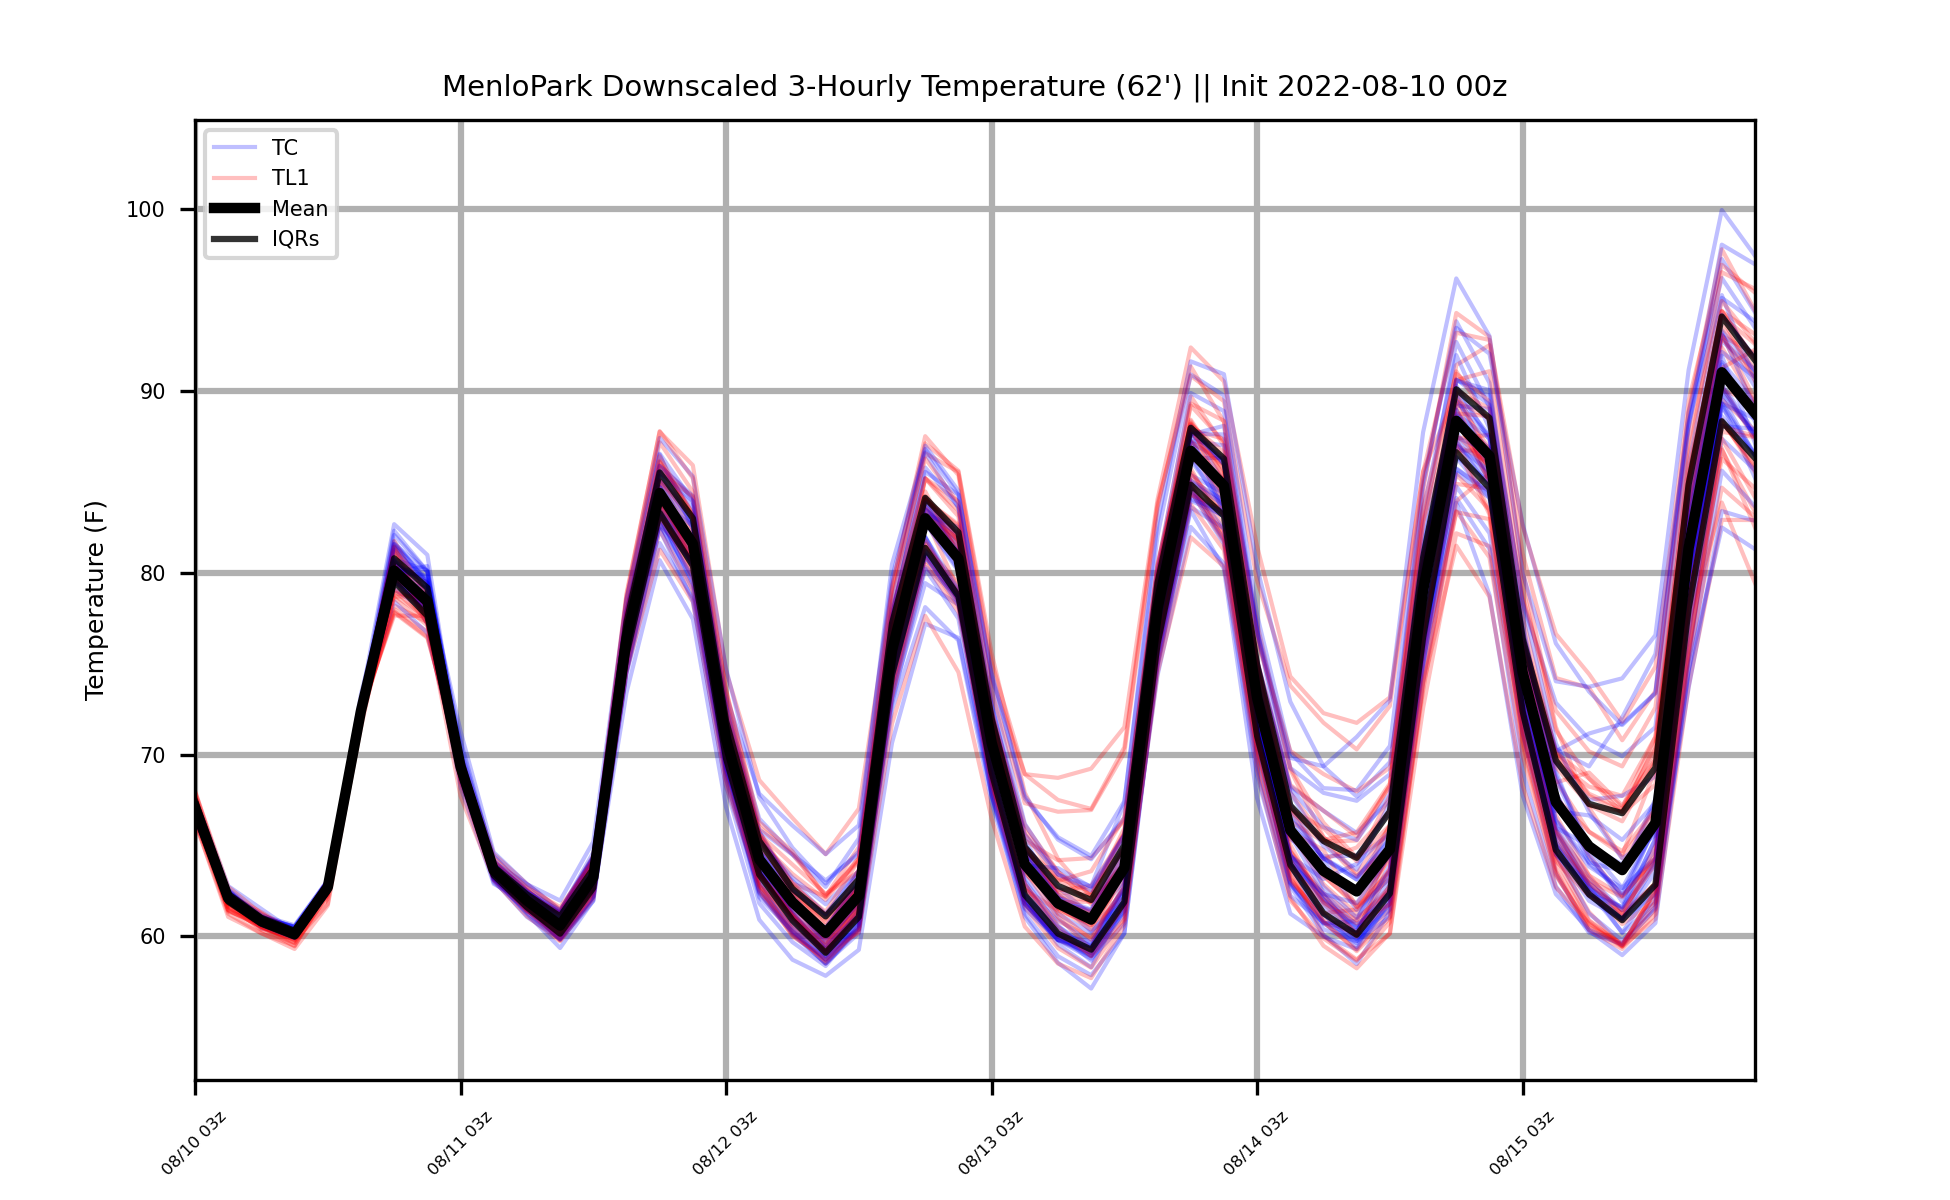 MenloPark Downscaled 3-Hourly Temperature (62') || Init 2022-08-10 00z
TC
TL1
Mean
IQRs
Temperature (F)
100
90
80
70
60
08/10 03z
08/11 03z
08/12 03z
08/13 03z
08/14 03z
08/15 03z